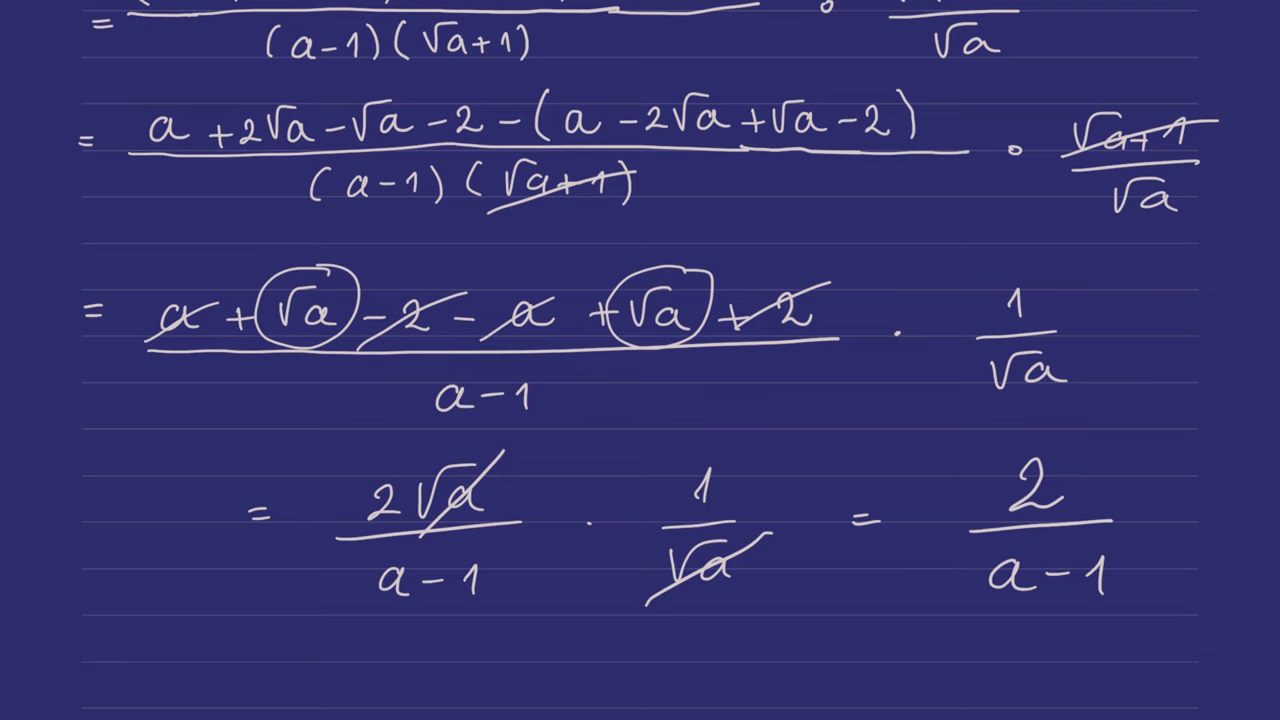 = / (a-1)(√a+1) · / √a
= a+2√a-√a-2-(a-2√a+√a-2) / (a-1)(√a+1) · √a+1 / √a
= a+√a-2-a+√a+2 / a-1 · 1 / √a
= 2√a / a-1 · 1 / √a = 2 / a-1